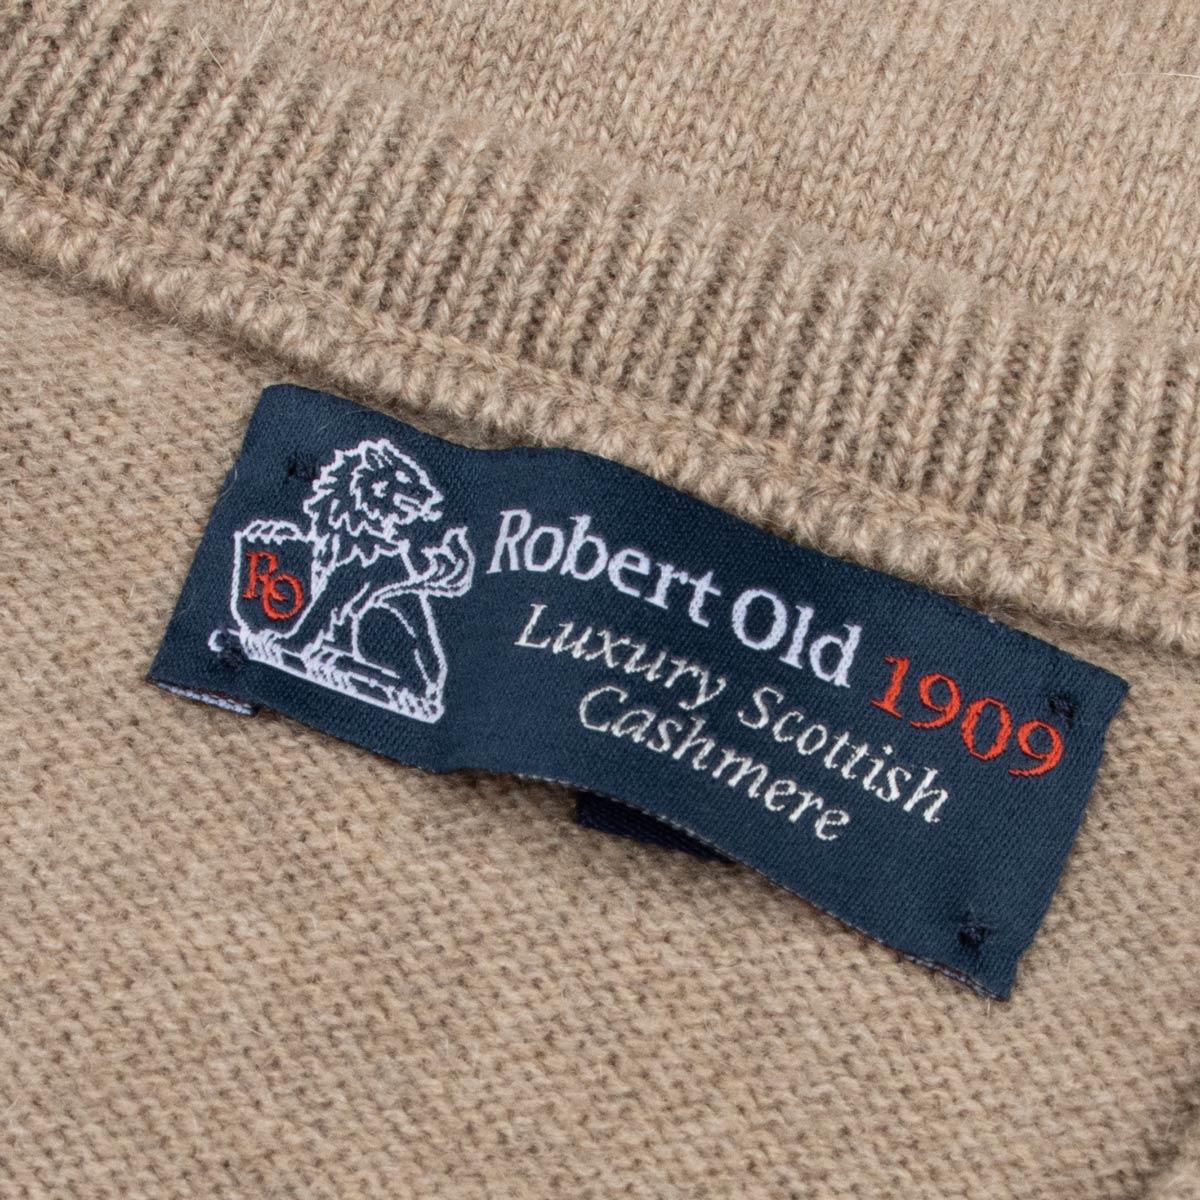 RO
Robert Old 1909
Luxury Scottish
Cashmere